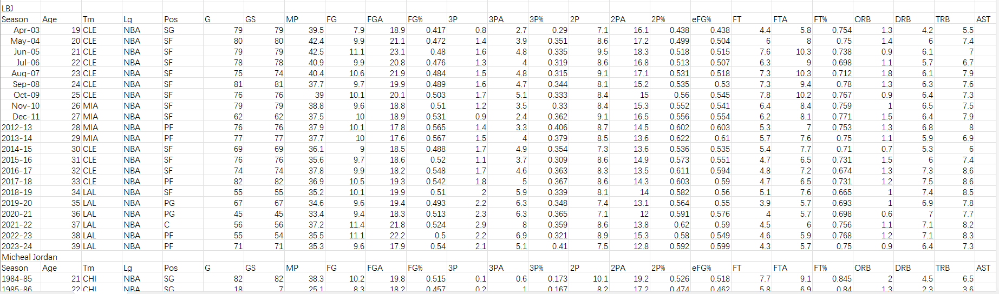 LBJ
Season Age Tm Lg Pos G GS MP FG FGA FG% 3P 3PA 3P% 2P 2PA 2P% eFG% FT FTA FT% ORB DRB TRB AST
Apr-03 19 CLE NBA SG 79 79 39.5 7.9 18.9 0.417 0.8 2.7 0.29 7.1 16.1 0.438 0.438 4.4 5.8 0.754 1.3 4.2 5.5
May-04 20 CLE NBA SF 80 80 42.4 9.9 21.1 0.472 1.4 3.9 0.351 8.6 17.2 0.499 0.504 6 8 0.75 1.4 6 7.4
Jun-05 21 CLE NBA SF 79 79 42.5 11.1 23.1 0.48 1.6 4.8 0.335 9.5 18.3 0.518 0.515 7.6 10.3 0.738 0.9 6.1 7
Jul-06 22 CLE NBA SF 78 78 40.9 9.9 20.8 0.476 1.3 4 0.319 8.6 16.8 0.513 0.507 6.3 9 0.698 1.1 5.7 6.7
Aug-07 23 CLE NBA SF 75 74 40.4 10.6 21.9 0.484 1.5 4.8 0.315 9.1 17.1 0.531 0.518 7.3 10.3 0.712 1.8 6.1 7.9
Sep-08 24 CLE NBA SF 81 81 37.7 9.7 19.9 0.489 1.6 4.7 0.344 8.1 15.2 0.535 0.53 7.3 9.4 0.78 1.3 6.3 7.6
Oct-09 25 CLE NBA SF 76 76 39 10.1 20.1 0.503 1.7 5.1 0.333 8.4 15 0.56 0.545 7.8 10.2 0.767 0.9 6.4 7.3
Nov-10 26 MIA NBA SF 79 79 38.8 9.6 18.8 0.51 1.2 3.5 0.33 8.4 15.3 0.552 0.541 6.4 8.4 0.759 1 6.5 7.5
Dec-11 27 MIA NBA SF 62 62 37.5 10 18.9 0.531 0.9 2.4 0.362 9.1 16.5 0.556 0.554 6.2 8.1 0.771 1.5 6.4 7.9
2012-13 28 MIA NBA PF 76 76 37.9 10.1 17.8 0.565 1.4 3.3 0.406 8.7 14.5 0.602 0.603 5.3 7 0.753 1.3 6.8 8
2013-14 29 MIA NBA PF 77 77 37.7 10 17.6 0.567 1.5 4 0.379 8.5 13.6 0.622 0.61 5.7 7.6 0.75 1.1 5.9 6.9
2014-15 30 CLE NBA SF 69 69 36.1 9 18.5 0.488 1.7 4.9 0.354 7.3 13.6 0.536 0.535 5.4 7.7 0.71 0.7 5.3 6
2015-16 31 CLE NBA SF 76 76 35.6 9.7 18.6 0.52 1.1 3.7 0.309 8.6 14.9 0.573 0.551 4.7 6.5 0.731 1.5 6 7.4
2016-17 32 CLE NBA SF 74 74 37.8 9.9 18.2 0.548 1.7 4.6 0.363 8.3 13.5 0.611 0.594 4.8 7.2 0.674 1.3 7.3 8.6
2017-18 33 CLE NBA PF 82 82 36.9 10.5 19.3 0.542 1.8 5 0.367 8.6 14.3 0.603 0.59 4.7 6.5 0.731 1.2 7.5 8.6
2018-19 34 LAL NBA SF 55 55 35.2 10.1 19.9 0.51 2 5.9 0.339 8.1 14 0.582 0.56 5.1 7.6 0.665 1 7.4 8.5
2019-20 35 LAL NBA PG 67 67 34.6 9.6 19.4 0.493 2.2 6.3 0.348 7.4 13.1 0.564 0.55 3.9 5.7 0.693 1 6.9 7.8
2020-21 36 LAL NBA PG 45 45 33.4 9.4 18.3 0.513 2.3 6.3 0.365 7.1 12 0.591 0.576 4 5.7 0.698 0.6 7 7.7
2021-22 37 LAL NBA C 56 56 37.2 11.4 21.8 0.524 2.9 8 0.359 8.6 13.8 0.62 0.59 4.5 6 0.756 1.1 7.1 8.2
2022-23 38 LAL NBA PF 55 54 35.5 11.1 22.2 0.5 2.2 6.9 0.321 8.9 15.3 0.58 0.549 4.6 5.9 0.768 1.2 7.1 8.3
2023-24 39 LAL NBA PF 71 71 35.3 9.6 17.9 0.54 2.1 5.1 0.41 7.5 12.8 0.592 0.599 4.3 5.7 0.75 0.9 6.4 7.3
Micheal Jordan
Season Age Tm Lg Pos G GS MP FG FGA FG% 3P 3PA 3P% 2P 2PA 2P% eFG% FT FTA FT% ORB DRB TRB AST
1984-85 21 CHI NBA SG 82 82 38.3 10.2 19.8 0.515 0.1 0.6 0.173 10.1 19.2 0.526 0.518 7.7 9.1 0.845 2 4.5 6.5
1985-86 22 CHI NBA SG 18 7 25.1 8.3 18.2 0.457 0.2 1 0.167 8.2 17.2 0.474 0.462 5.8 6.9 0.84 1.3 2.3 3.6